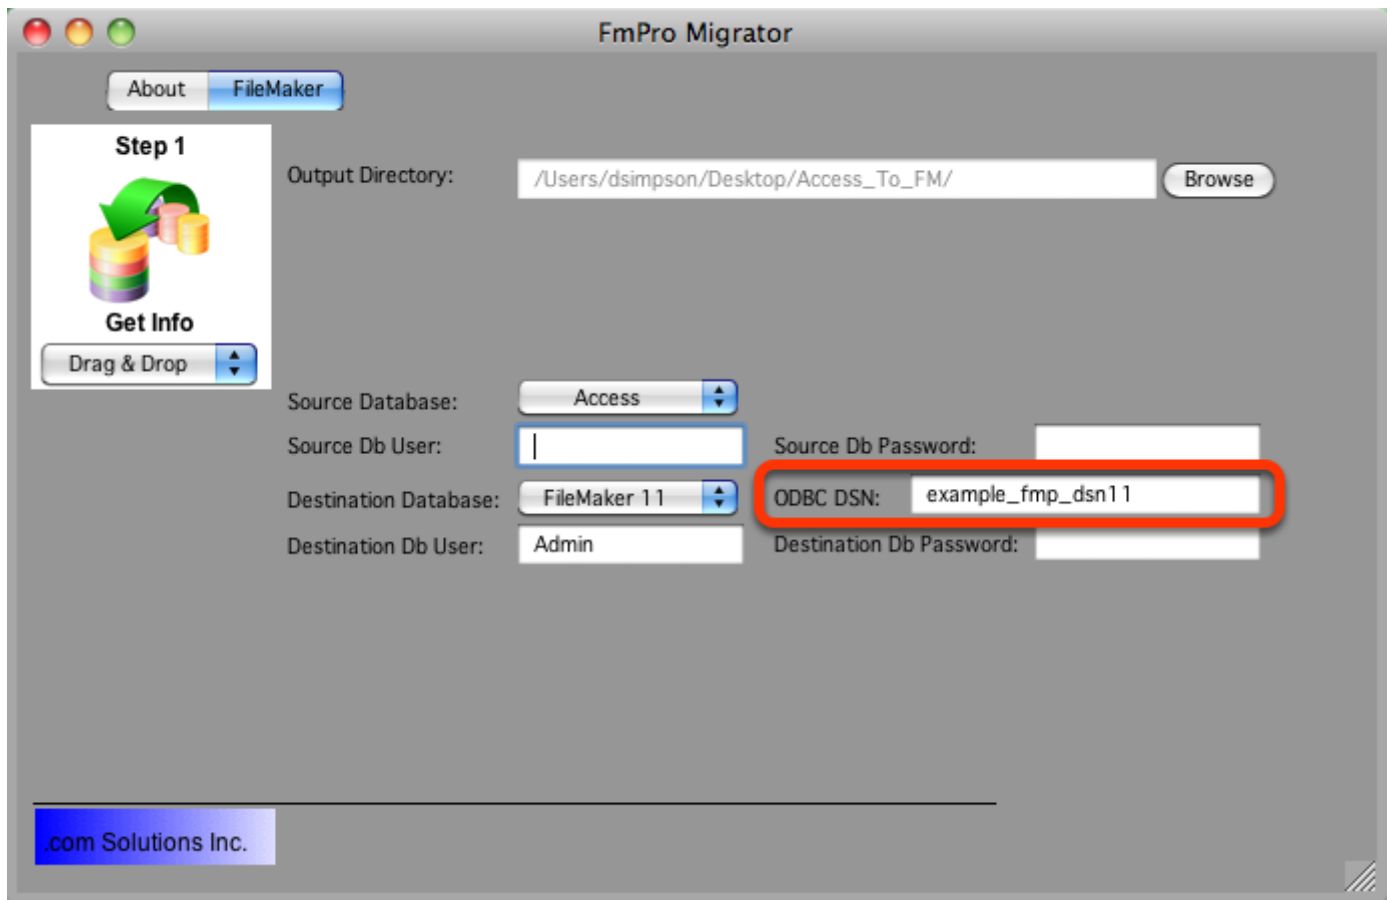 FmPro Migrator
About FileMaker
Step 1
Output Directory: /Users/dsimpson/Desktop/Access_To_FM/ Browse
Get Info
Drag & Drop
Source Database: Access
Source Db User: Source Db Password:
Destination Database: FileMaker 11 ODBC DSN: example_fmp_dsn11
Destination Db User: Admin Destination Db Password:
.com Solutions Inc.